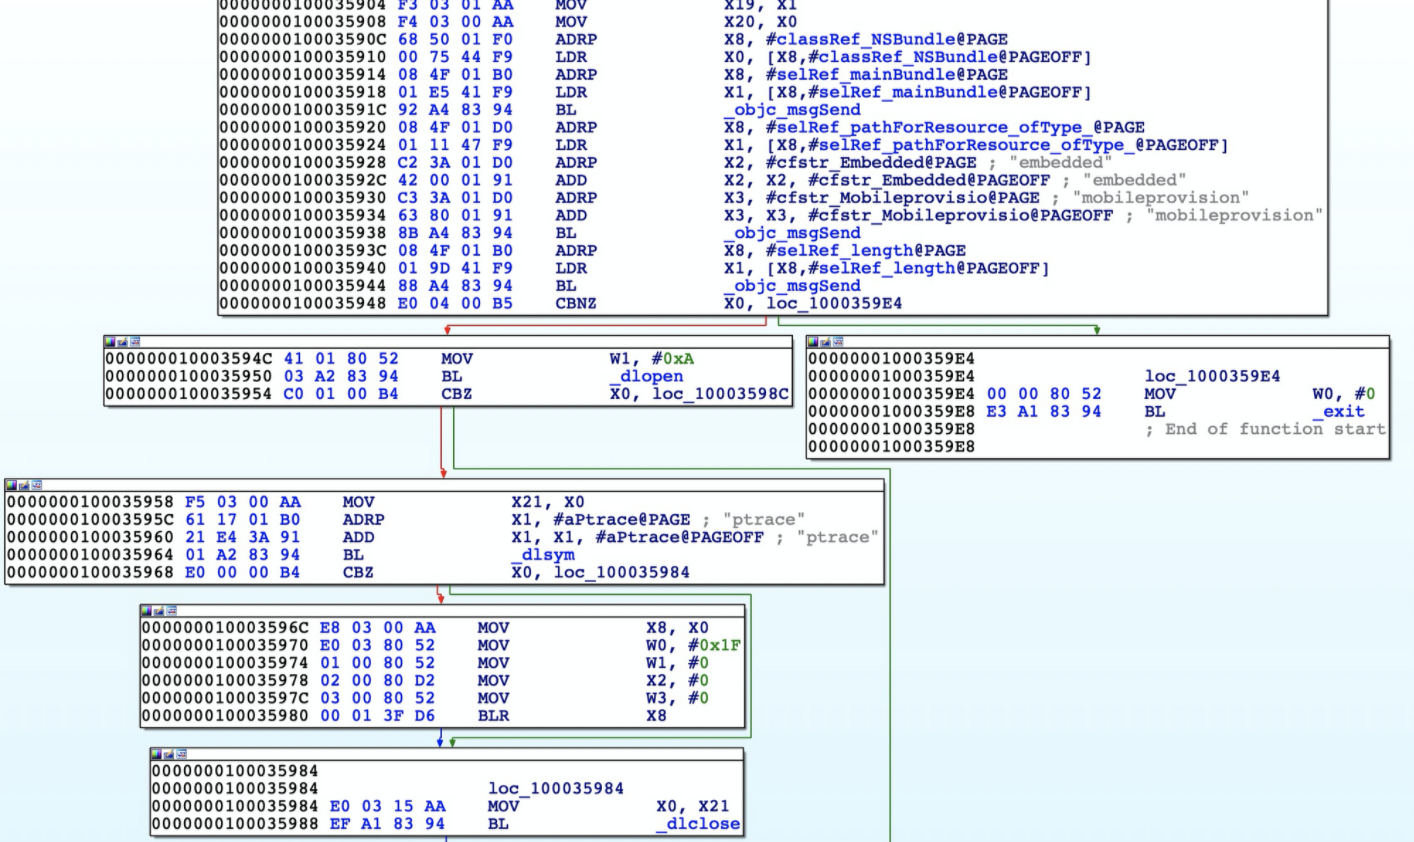 0000000100035904 F3 03 01 AA MOV X19, X1
0000000100035908 F4 03 00 AA MOV X20, X0
000000010003590C 68 50 01 F0 ADRP X8, #classRef_NSBundle@PAGE
0000000100035910 00 75 44 F9 LDR X0, [X8,#classRef_NSBundle@PAGEOFF]
0000000100035914 08 4F 01 B0 ADRP X8, #selRef_mainBundle@PAGE
0000000100035918 01 E5 41 F9 LDR X1, [X8,#selRef_mainBundle@PAGEOFF]
000000010003591C 92 A4 83 94 BL _objc_msgSend
0000000100035920 08 4F 01 D0 ADRP X8, #selRef_pathForResource_ofType_@PAGE
0000000100035924 01 11 47 F9 LDR X1, [X8,#selRef_pathForResource_ofType_@PAGEOFF]
0000000100035928 C2 3A 01 D0 ADRP X2, #cfstr_Embedded@PAGE ; "embedded"
000000010003592C 42 00 01 91 ADD X2, X2, #cfstr_Embedded@PAGEOFF ; "embedded"
0000000100035930 C3 3A 01 D0 ADRP X3, #cfstr_Mobileprovisio@PAGE ; "mobileprovision"
0000000100035934 63 80 01 91 ADD X3, X3, #cfstr_Mobileprovisio@PAGEOFF ; "mobileprovision"
0000000100035938 8B A4 83 94 BL _objc_msgSend
000000010003593C 08 4F 01 B0 ADRP X8, #selRef_length@PAGE
0000000100035940 01 9D 41 F9 LDR X1, [X8,#selRef_length@PAGEOFF]
0000000100035944 88 A4 83 94 BL _objc_msgSend
0000000100035948 E0 04 00 B5 CBNZ X0, loc_1000359E4
000000010003594C 41 01 80 52 MOV W1, #0xA
0000000100035950 03 A2 83 94 BL _dlopen
0000000100035954 C0 01 00 B4 CBZ X0, loc_10003598C
00000001000359E4
00000001000359E4 loc_1000359E4
00000001000359E4 00 00 80 52 MOV W0, #0
00000001000359E8 E3 A1 83 94 BL _exit
00000001000359E8 ; End of function start
00000001000359E8
0000000100035958 F5 03 00 AA MOV X21, X0
000000010003595C 61 17 01 B0 ADRP X1, #aPtrace@PAGE ; "ptrace"
0000000100035960 21 E4 3A 91 ADD X1, X1, #aPtrace@PAGEOFF ; "ptrace"
0000000100035964 01 A2 83 94 BL _dlsym
0000000100035968 E0 00 00 B4 CBZ X0, loc_100035984
000000010003596C E8 03 00 AA MOV X8, X0
0000000100035970 E0 03 80 52 MOV W0, #0x1F
0000000100035974 01 00 80 52 MOV W1, #0
0000000100035978 02 00 80 D2 MOV X2, #0
000000010003597C 03 00 80 52 MOV W3, #0
0000000100035980 00 01 3F D6 BLR X8
0000000100035984
0000000100035984 loc_100035984
0000000100035984 E0 03 15 AA MOV X0, X21
0000000100035988 EF A1 83 94 BL _dlclose